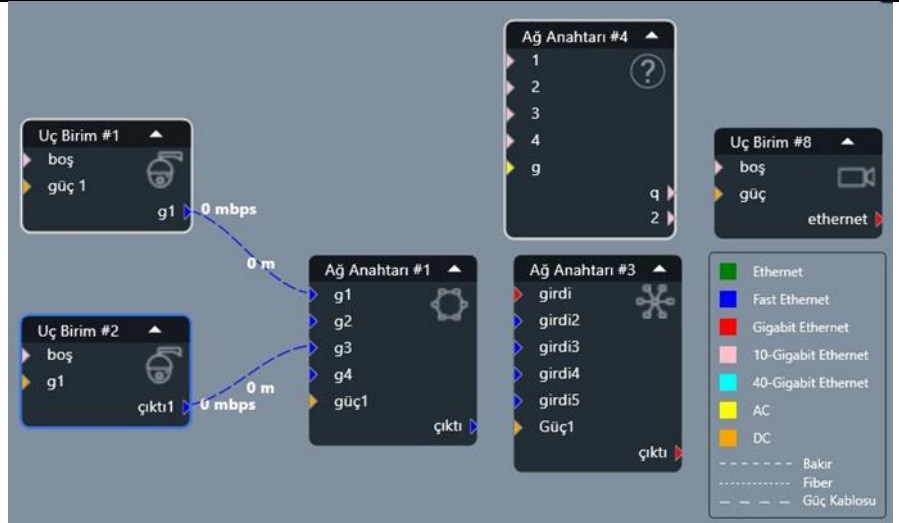 Ağ Anahtarı #4
1
2
3
4
g
q
2
Uç Birim #1
boş
güç 1
g1
0 mbps
0 m
Uç Birim #8
boş
güç
ethernet
Ağ Anahtarı #1
g1
g2
g3
g4
güç1
çıktı
Ağ Anahtarı #3
girdi
girdi2
girdi3
girdi4
girdi5
Güç1
çıktı
Uç Birim #2
boş
g1
çıktı1
0 m
0 mbps
Ethernet
Fast Ethernet
Gigabit Ethernet
10-Gigabit Ethernet
40-Gigabit Ethernet
AC
DC
Bakır
Fiber
Güç Kablosu